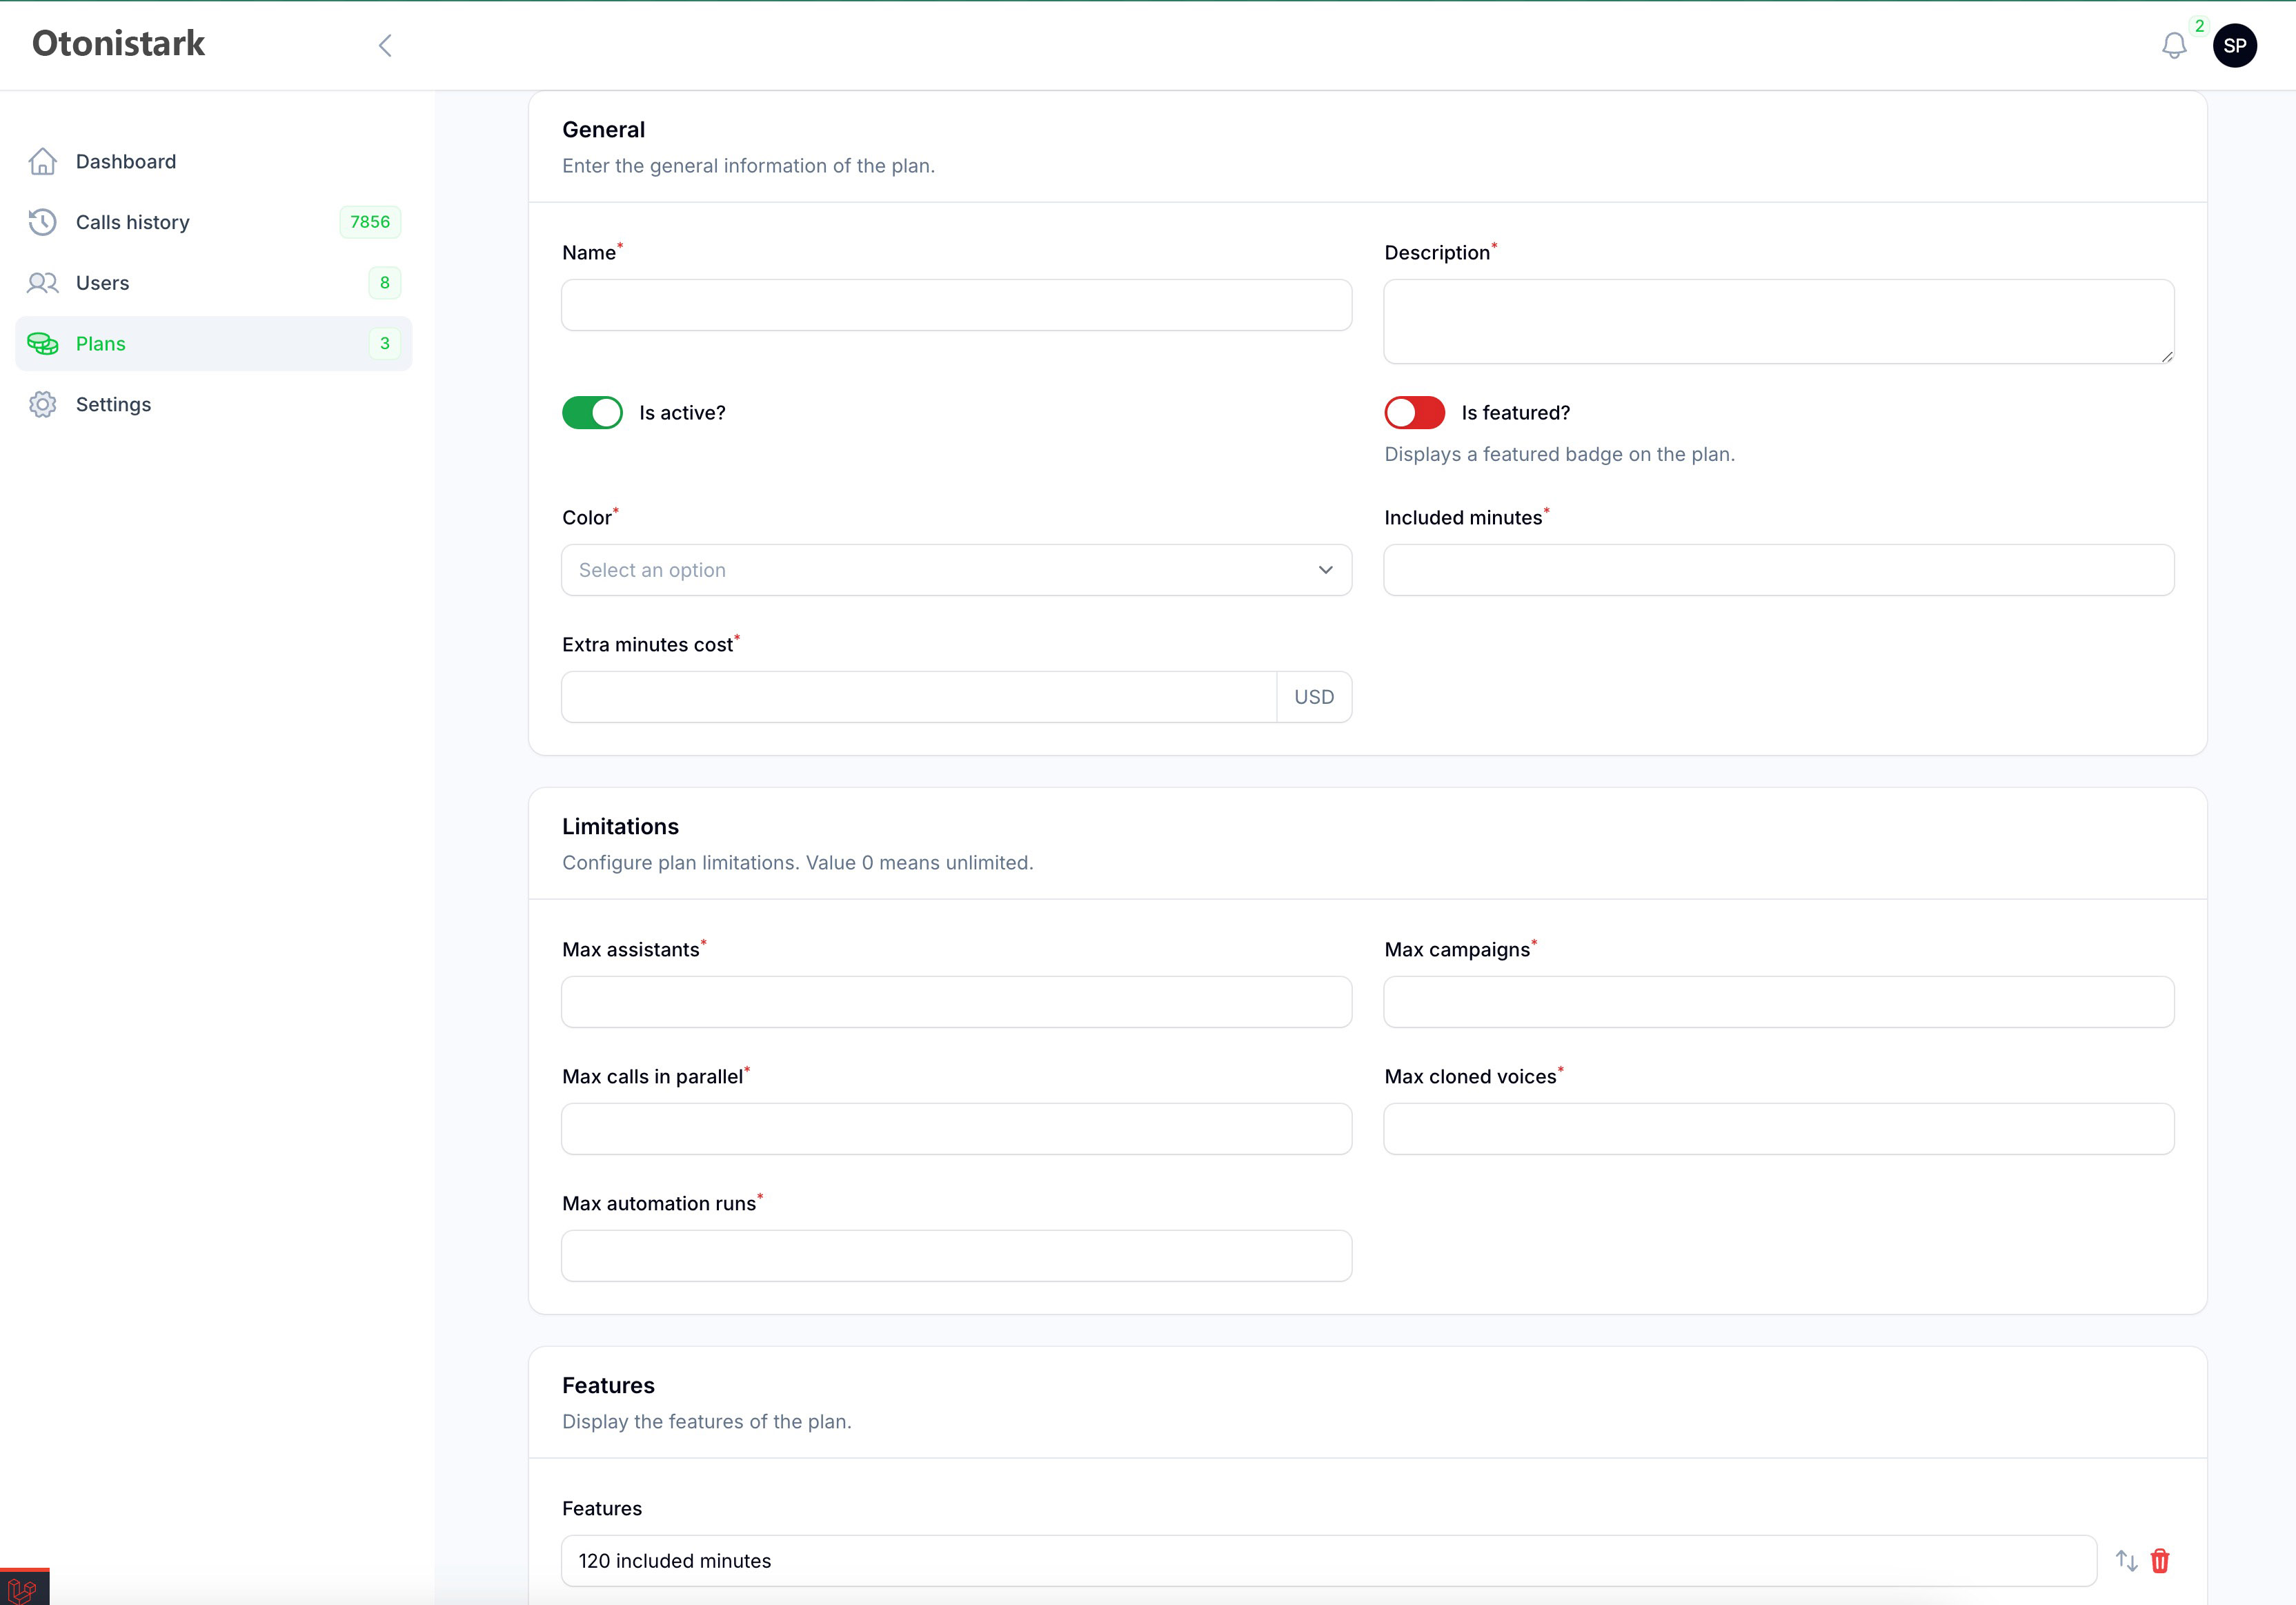 Otonistark
2
SP
Dashboard
Calls history
7856
Users
8
Plans
3
Settings
General
Enter the general information of the plan.
Name*
Description*
Is active?
Is featured?
Displays a featured badge on the plan.
Color*
Included minutes*
Select an option
Extra minutes cost*
USD
Limitations
Configure plan limitations. Value 0 means unlimited.
Max assistants*
Max campaigns*
Max calls in parallel*
Max cloned voices*
Max automation runs*
Features
Display the features of the plan.
Features
120 included minutes